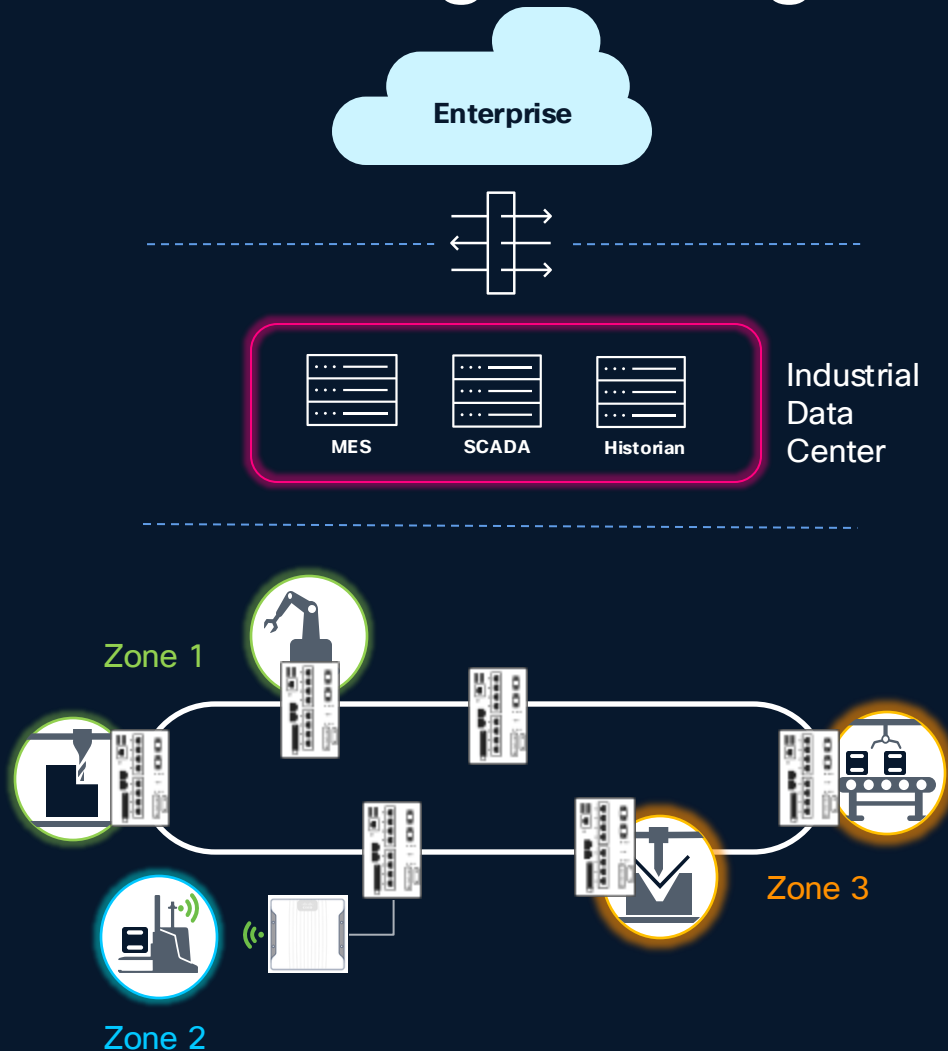 Enterprise
Industrial
Data
Center
MES
SCADA
Historian
Zone 1
Zone 3
Zone 2